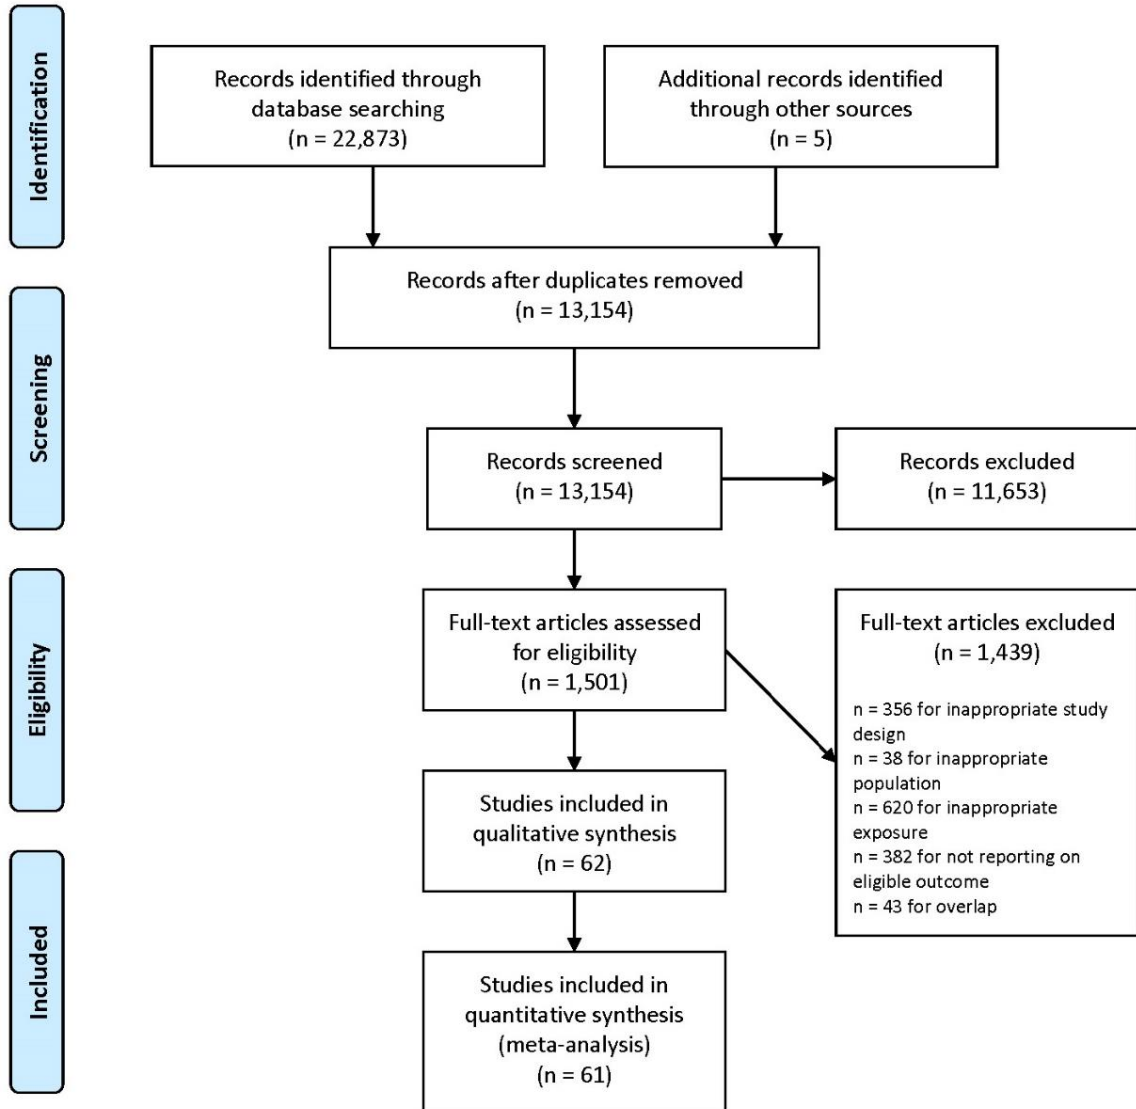 Identification
Records identified through
database searching
(n = 22,873)
Additional records identified
through other sources
(n = 5)
Records after duplicates removed
(n = 13,154)
Screening
Records screened
(n = 13,154)
Records excluded
(n = 11,653)
Eligibility
Full-text articles assessed
for eligibility
(n = 1,501)
Full-text articles excluded
(n = 1,439)
n = 356 for inappropriate study
design
n = 38 for inappropriate
population
n = 620 for inappropriate
exposure
n = 382 for not reporting on
eligible outcome
n = 43 for overlap
Studies included in
qualitative synthesis
(n = 62)
Included
Studies included in
quantitative synthesis
(meta-analysis)
(n = 61)